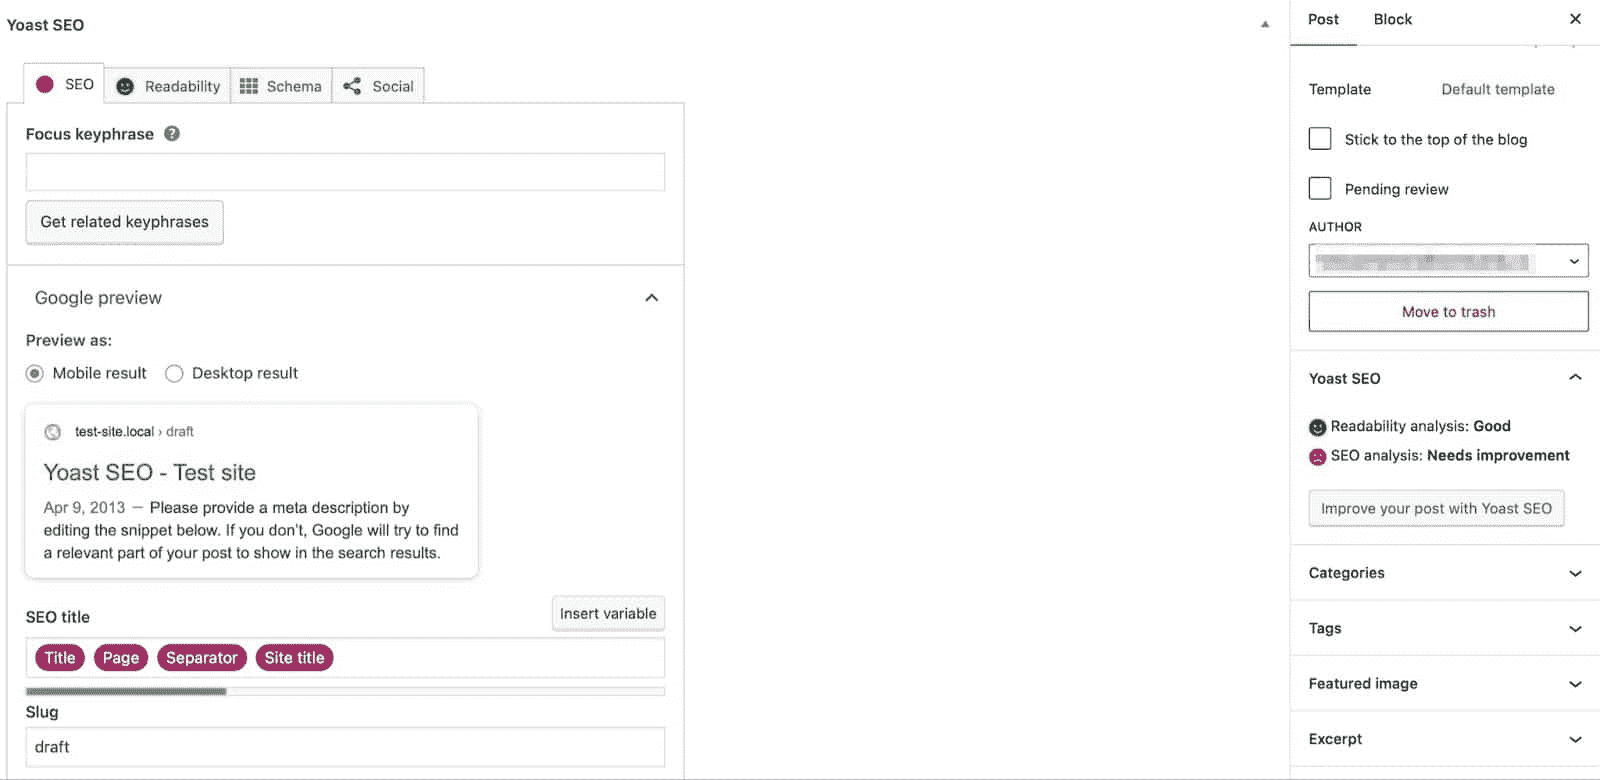 Yoast SEO
SEO
Readability
Schema
Social
Focus keyphrase ?
Get related keyphrases
Google preview
Preview as:
Mobile result
Desktop result
test-site.local › draft
Yoast SEO - Test site
Apr 9, 2013 — Please provide a meta description by
editing the snippet below. If you don't, Google will try to find
a relevant part of your post to show in the search results.
SEO title
Insert variable
Title Page Separator Site title
Slug
draft
Post
Block
Template
Default template
Stick to the top of the blog
Pending review
AUTHOR
Move to trash
Yoast SEO
Readability analysis: Good
SEO analysis: Needs improvement
Improve your post with Yoast SEO
Categories
Tags
Featured image
Excerpt